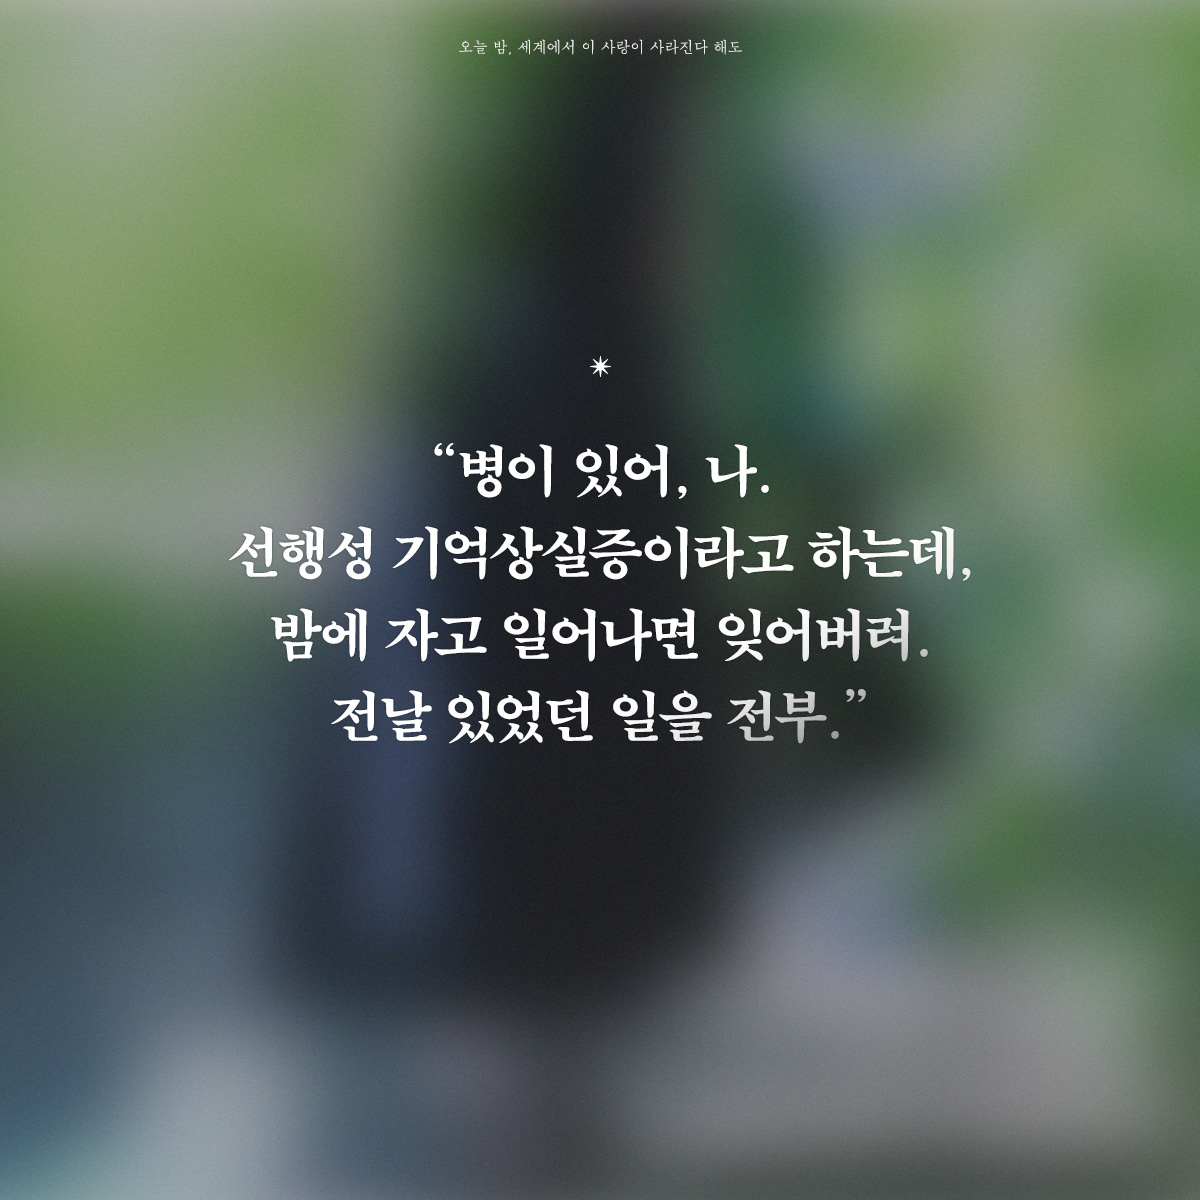 오늘 밤, 세계에서 이 사랑이 사라진다 해도
“병이 있어, 나.
선행성 기억상실증이라고 하는데,
밤에 자고 일어나면 잊어버려.
전날 있었던 일을 전부.”